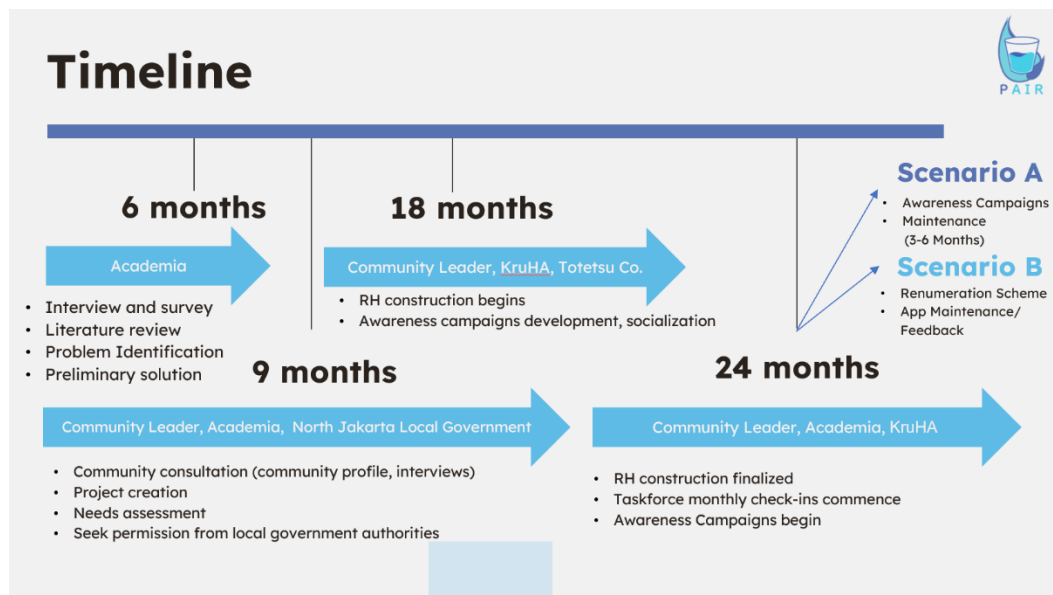 Timeline
PAIR
6 months
Academia
• Interview and survey
• Literature review
• Problem Identification
• Preliminary solution
9 months
Community Leader, Academia, North Jakarta Local Government
• Community consultation (community profile, interviews)
• Project creation
• Needs assessment
• Seek permission from local government authorities
18 months
Community Leader, KruHA, Totetsu Co.
• RH construction begins
• Awareness campaigns development, socialization
24 months
Community Leader, Academia, KruHA
• RH construction finalized
• Taskforce monthly check-ins commence
• Awareness Campaigns begin
Scenario A
• Awareness Campaigns
• Maintenance
(3-6 Months)
Scenario B
• Renumeration Scheme
• App Maintenance/
Feedback